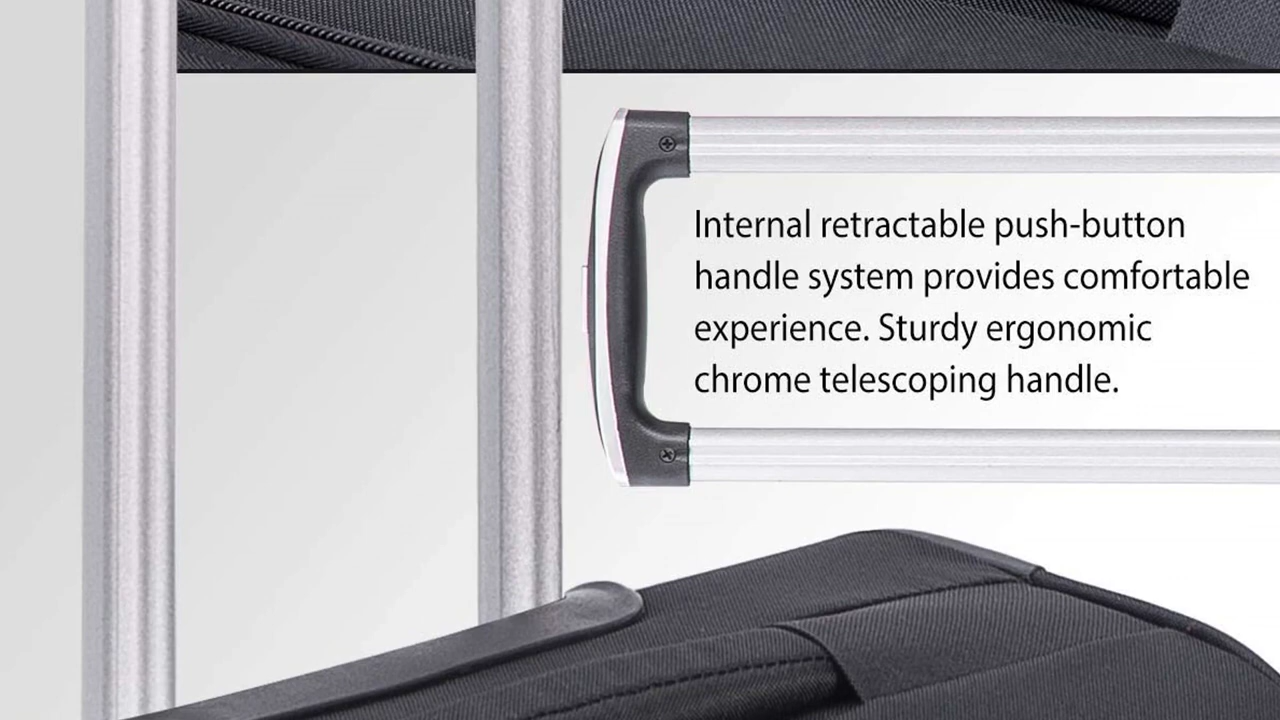 Internal retractable push-button
handle system provides comfortable
experience. Sturdy ergonomic
chrome telescoping handle.